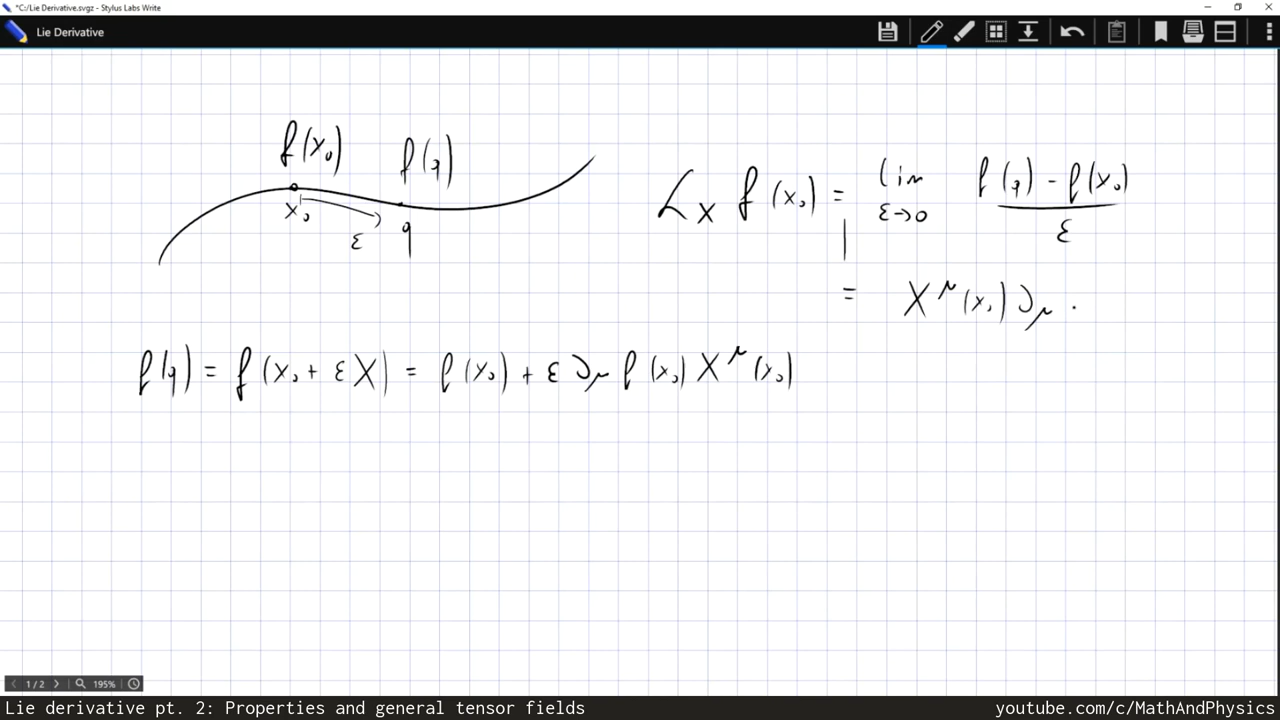 *C:/Lie Derivative.svgz - Stylus Labs Write
Lie Derivative
f(x₀) f(q)
x₀ ε q
L_X f(x₀) = lim_{ε→0} (f(q) - f(x₀))/ε
= X^μ(x₀) ∂_μ ·
f(q) = f(x₀ + εX) = f(x₀) + ε ∂_μ f(x₀) X^μ(x₀)
1 / 2 195%
Lie derivative pt. 2: Properties and general tensor fields youtube.com/c/MathAndPhysics